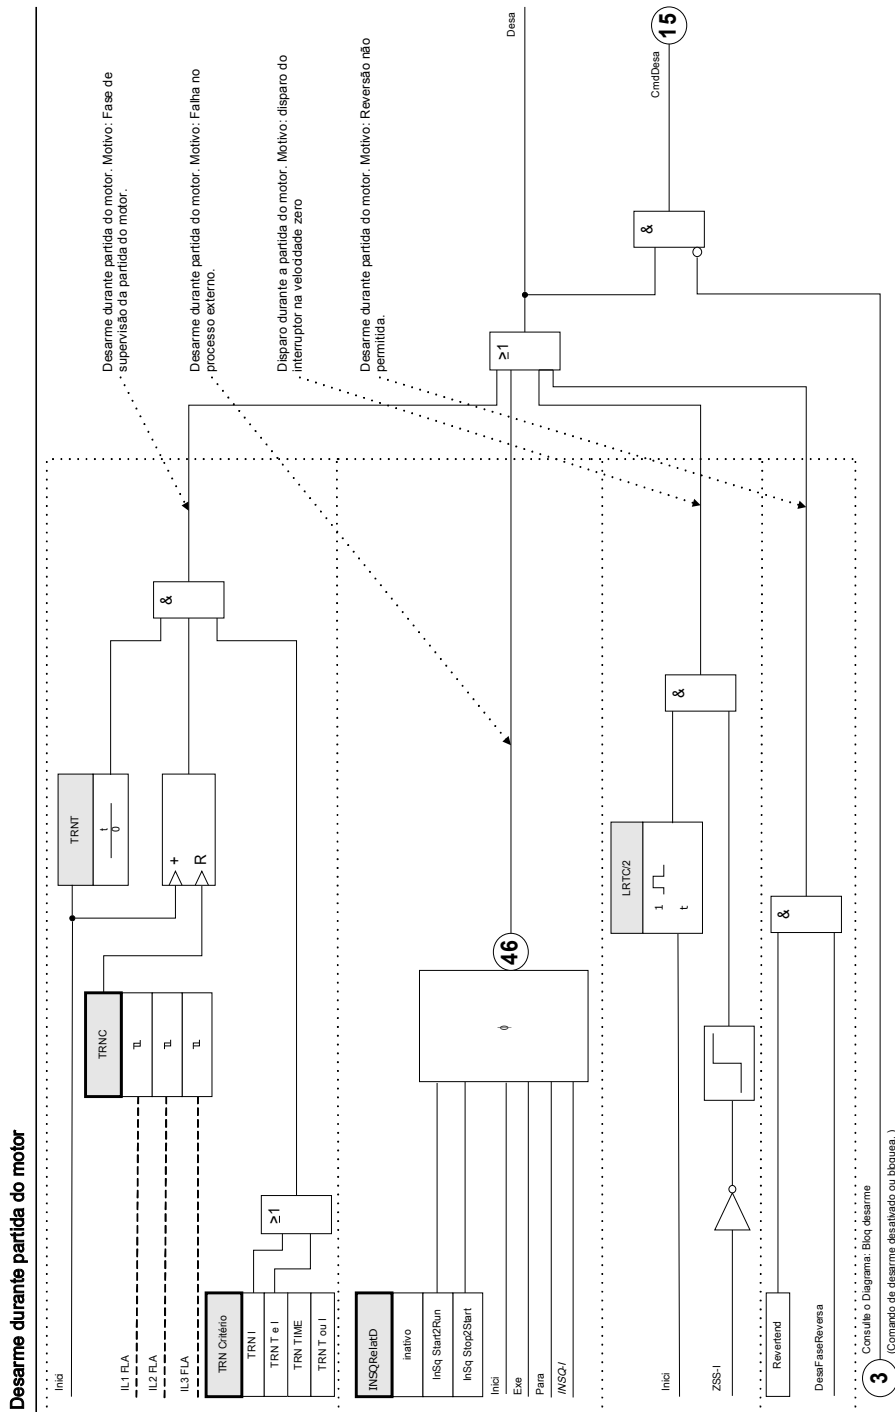 Desarme durante partida do motor
Desarme durante partida do motor. Motivo: Fase de
supervisão da partida do motor.
Desarme durante partida do motor. Motivo: Falha no
processo externo.
Disparo durante a partida do motor. Motivo: disparo do
interruptor na velocidade zero
Desarme durante partida do motor. Motivo: Reversão não
permitida.
Inici
IL1 FLA
IL2 FLA
IL3 FLA
TRNC
TRNT
t
0
+
R
&
TRN Critério
TRN I
TRN T e I
TRN TIME
TRN T ou I
≥1
INSQRelatD
inativo
InSq Start2Run
InSq Stop2Start
Inici
Exe
Para
INSQ-I
46
≥1
Desa
&
CmdDesa
15
Inici
LRTC/2
1
t
ZSS-I
&
Revertend
DesaFaseReversa
&
3
Consulte o Diagrama: Bloq desarme
(Comando de desarme desativado ou bloquea. )